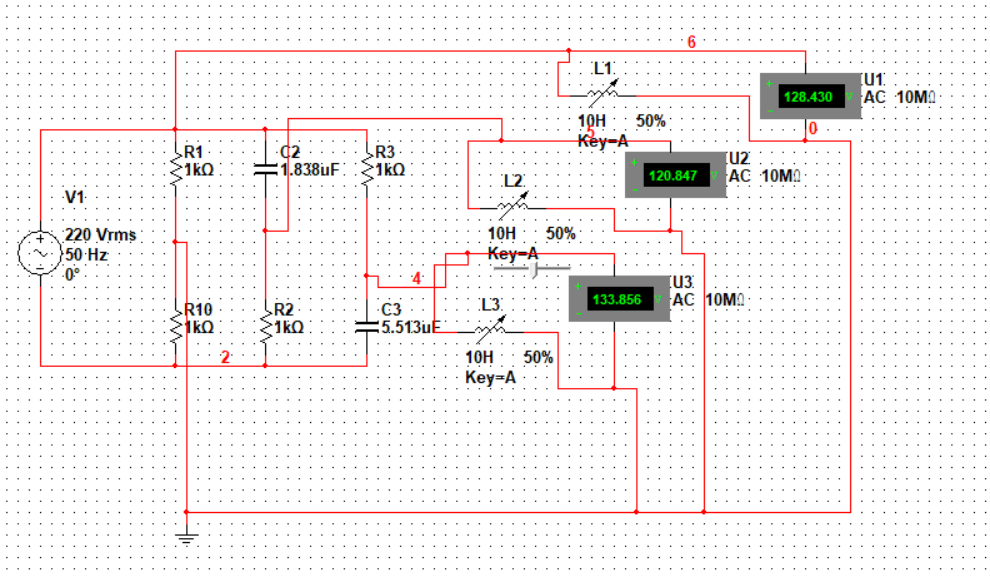 6
L1
U1
128.430
AC 10MΩ
10H 50%
Key=A
0
5
R1
1kΩ
C2
1.838uF
R3
1kΩ
U2
120.847
AC 10MΩ
V1
L2
220 Vrms
50 Hz
0°
10H 50%
Key=A
4
U3
133.856
AC 10MΩ
R10
1kΩ
R2
1kΩ
C3
5.513uF
L3
2
10H 50%
Key=A